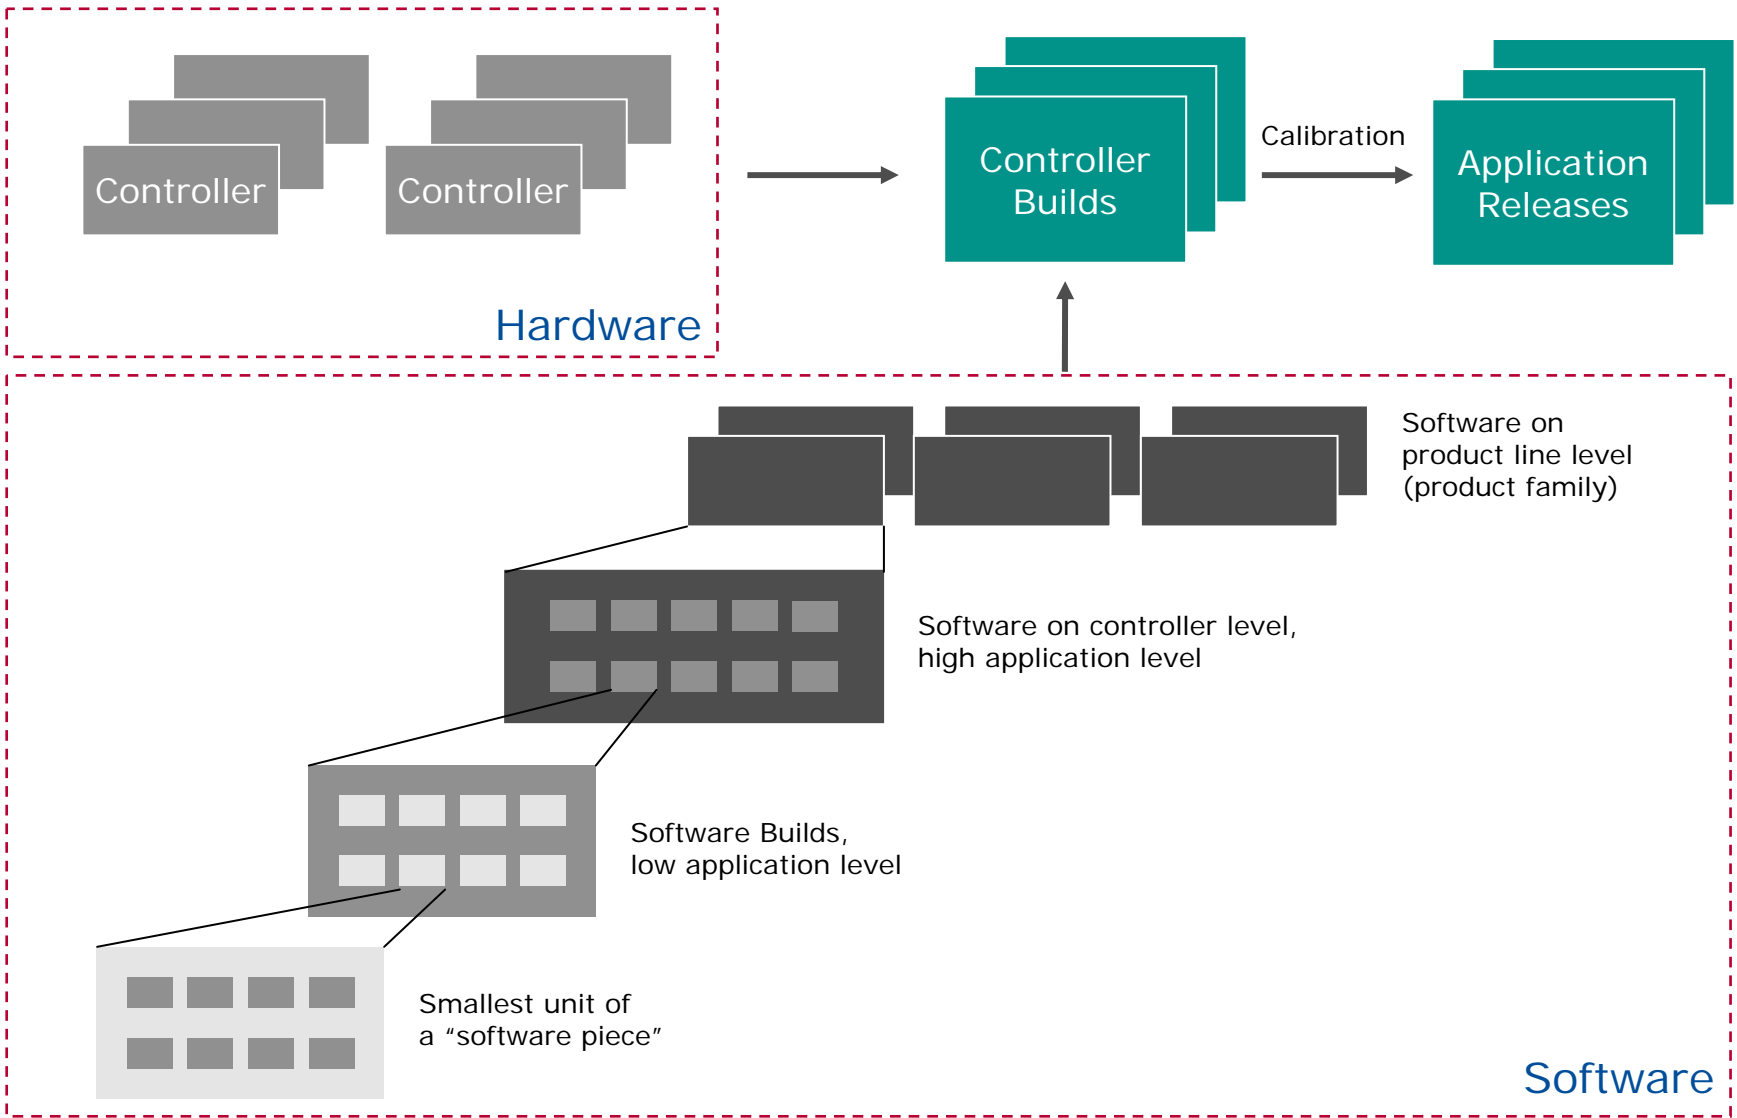 Controller
Controller
Hardware
Controller
Builds
Calibration
Application
Releases
Software on
product line level
(product family)
Software on controller level,
high application level
Software Builds,
low application level
Smallest unit of
a “software piece”
Software